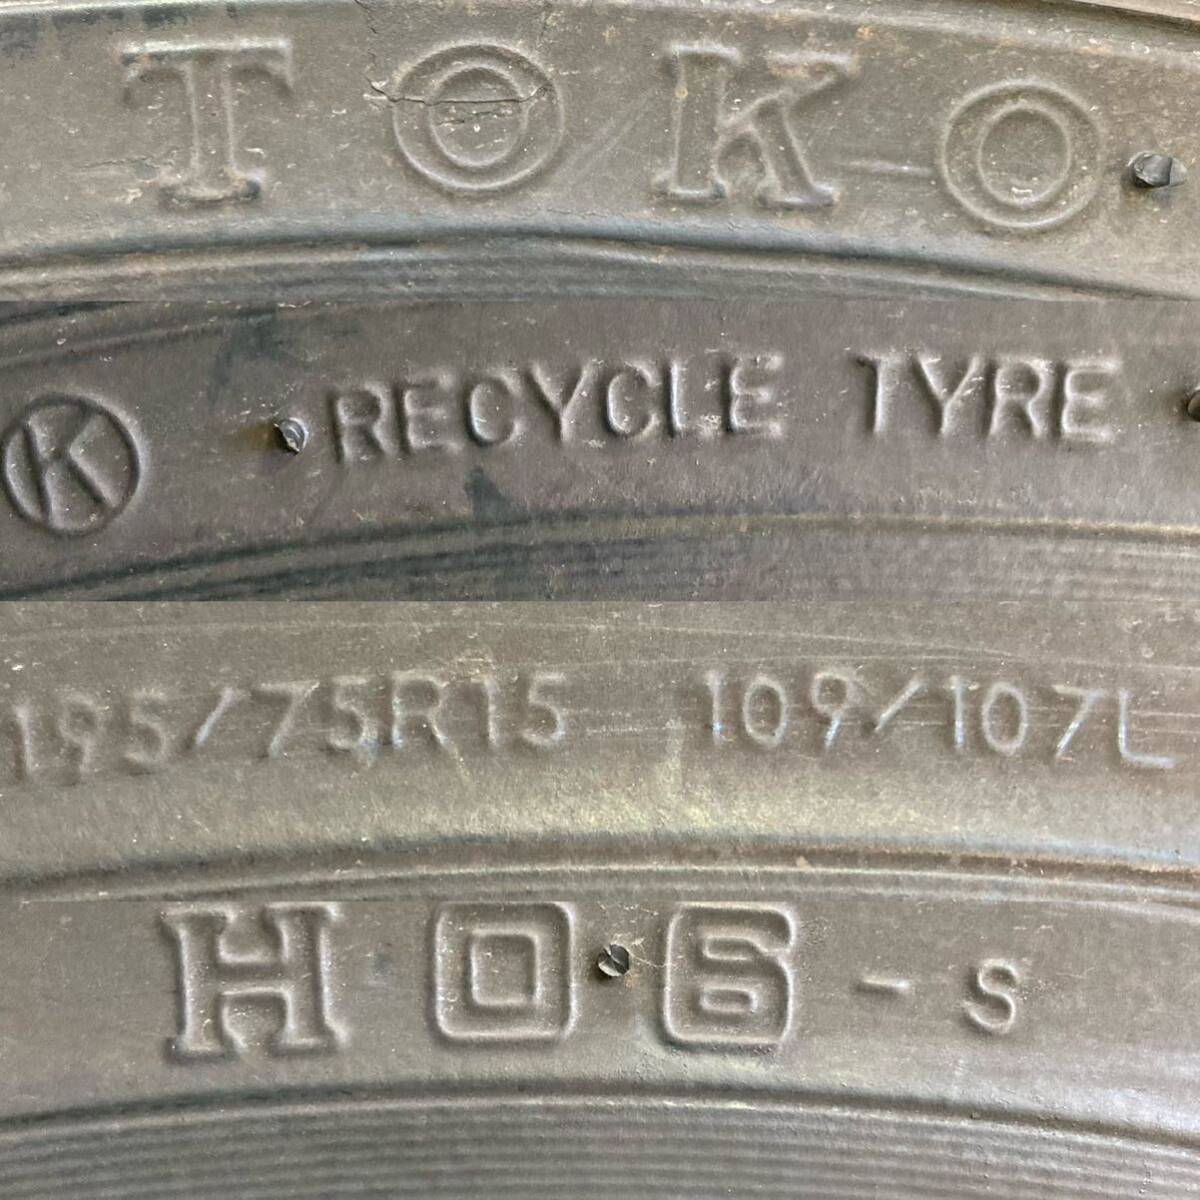 TOKO
K RECYCLE TYRE
195/75R15 109/107L
H06-S